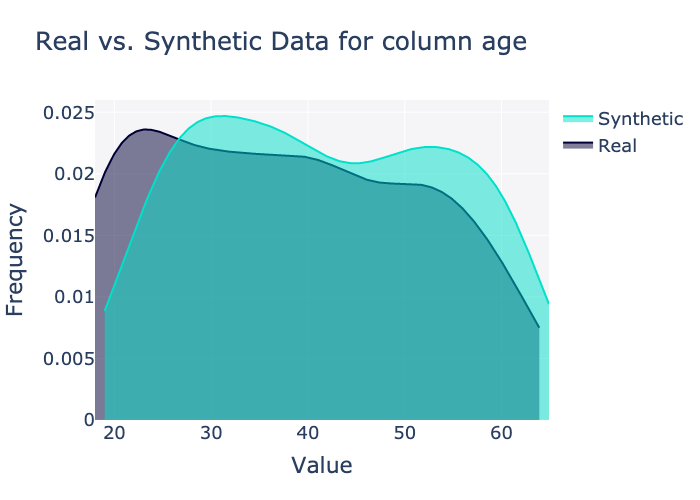 Real vs. Synthetic Data for column age
Synthetic
Real
Frequency
0.025
0.02
0.015
0.01
0.005
0
20 30 40 50 60
Value